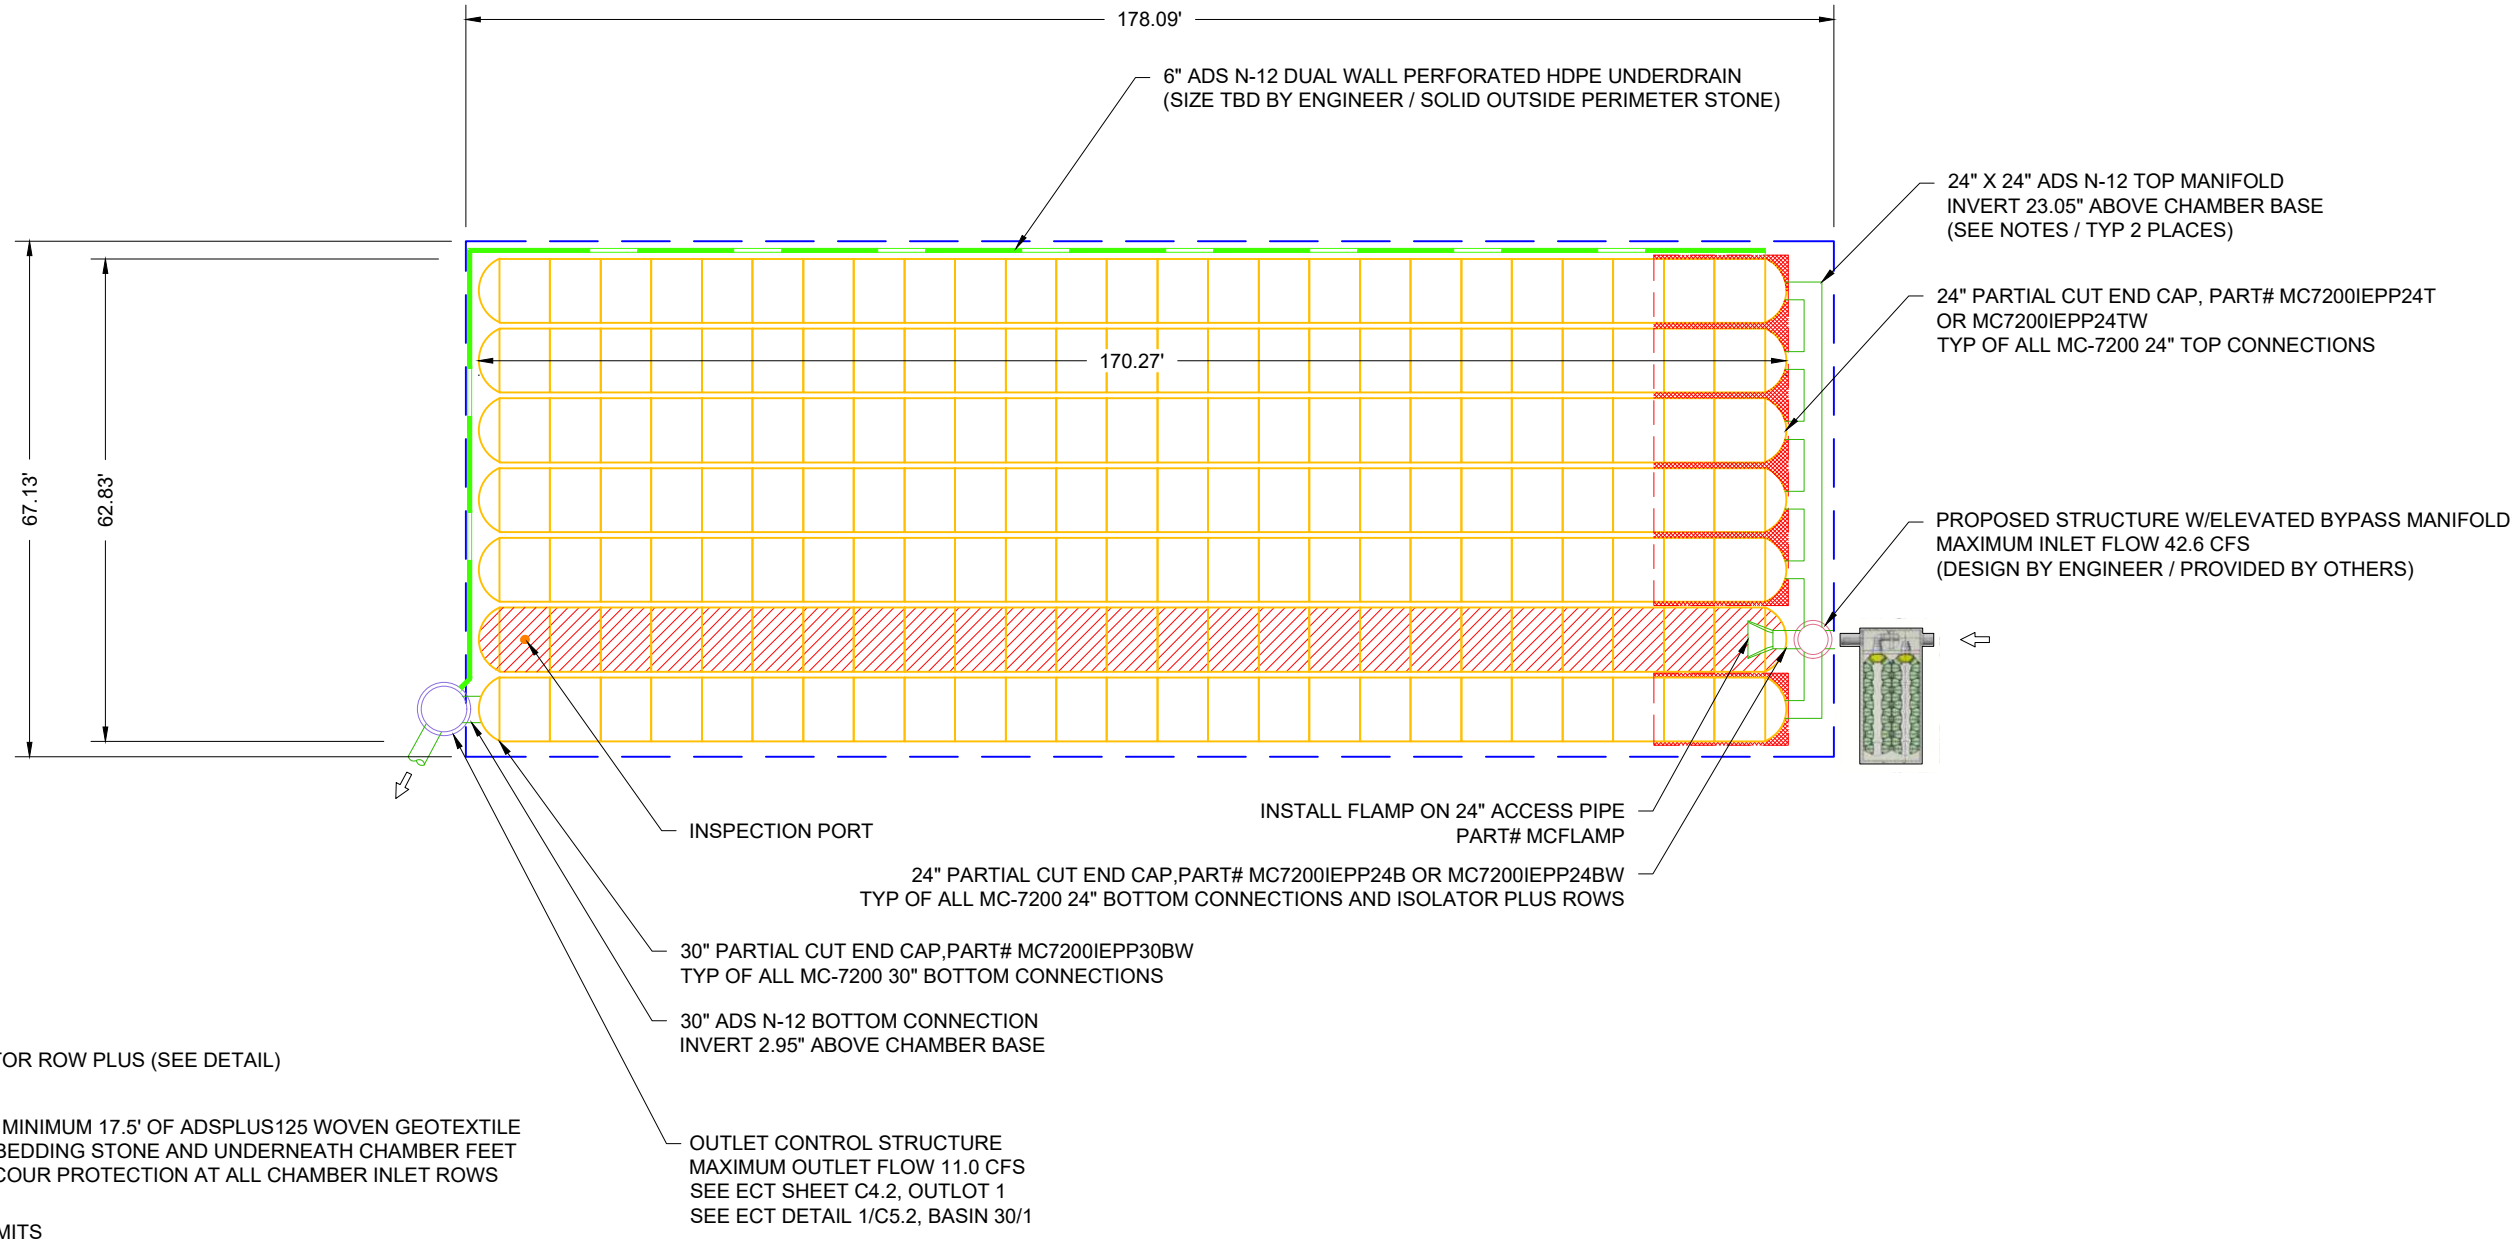 178.09'
6" ADS N-12 DUAL WALL PERFORATED HDPE UNDERDRAIN
(SIZE TBD BY ENGINEER / SOLID OUTSIDE PERIMETER STONE)
24" X 24" ADS N-12 TOP MANIFOLD
INVERT 23.05" ABOVE CHAMBER BASE
(SEE NOTES / TYP 2 PLACES)
24" PARTIAL CUT END CAP, PART# MC7200IEPP24T
OR MC7200IEPP24TW
TYP OF ALL MC-7200 24" TOP CONNECTIONS
170.27'
67.13'
62.83'
PROPOSED STRUCTURE W/ELEVATED BYPASS MANIFOLD
MAXIMUM INLET FLOW 42.6 CFS
(DESIGN BY ENGINEER / PROVIDED BY OTHERS)
INSPECTION PORT
INSTALL FLAMP ON 24" ACCESS PIPE
PART# MCFLAMP
24" PARTIAL CUT END CAP,PART# MC7200IEPP24B OR MC7200IEPP24BW
TYP OF ALL MC-7200 24" BOTTOM CONNECTIONS AND ISOLATOR PLUS ROWS
30" PARTIAL CUT END CAP,PART# MC7200IEPP30BW
TYP OF ALL MC-7200 30" BOTTOM CONNECTIONS
30" ADS N-12 BOTTOM CONNECTION
INVERT 2.95" ABOVE CHAMBER BASE
TOR ROW PLUS (SEE DETAIL)
MINIMUM 17.5' OF ADSPLUS125 WOVEN GEOTEXTILE
BEDDING STONE AND UNDERNEATH CHAMBER FEET
COUR PROTECTION AT ALL CHAMBER INLET ROWS
MITS
OUTLET CONTROL STRUCTURE
MAXIMUM OUTLET FLOW 11.0 CFS
SEE ECT SHEET C4.2, OUTLOT 1
SEE ECT DETAIL 1/C5.2, BASIN 30/1